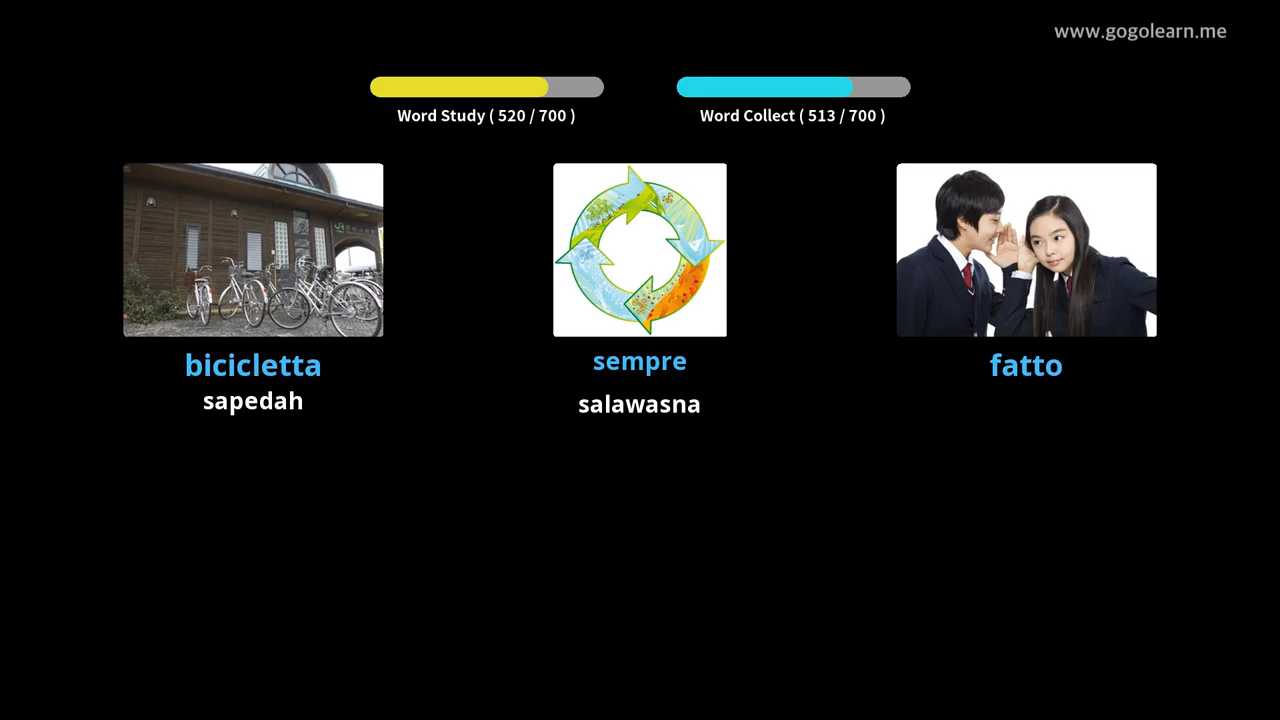 www.gogolearn.me
Word Study ( 520 / 700 )
Word Collect ( 513 / 700 )
bicicletta
sapedah
sempre
salawasna
fatto